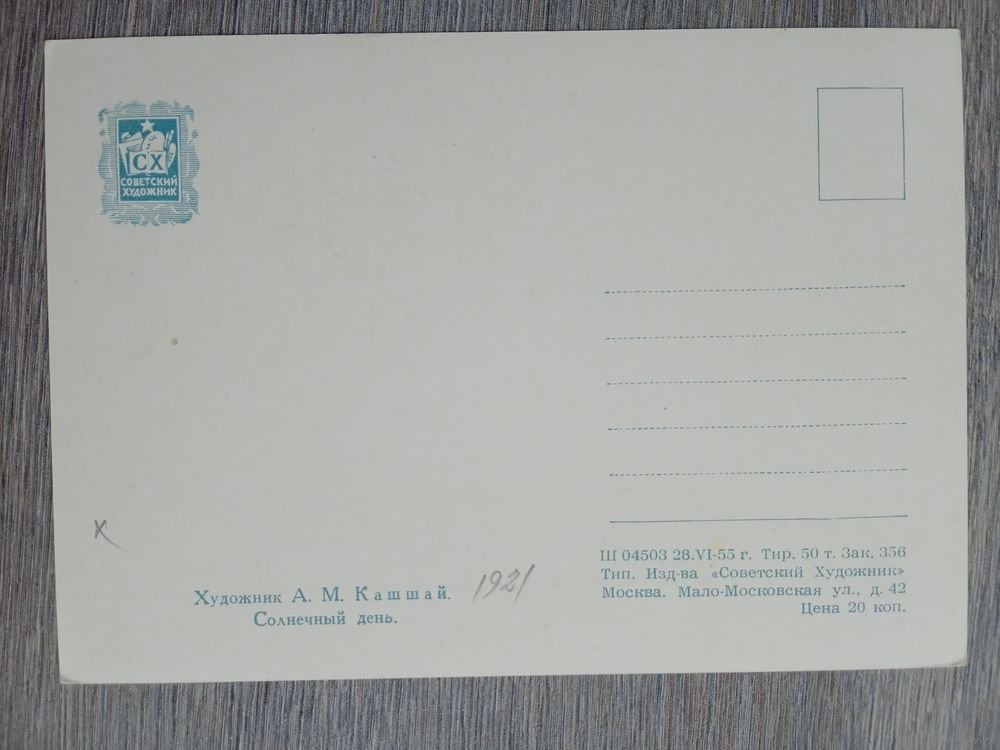 СХ
СОВЕТСКИЙ
ХУДОЖНИК
х
Художник А. М. Кашшай.
Солнечный день.
1921
Ш 04503 28.VI-55 г. Тир. 50 т. Зак. 356
Тип. Изд-ва «Советский Художник»
Москва. Мало-Московская ул., д. 42
Цена 20 коп.